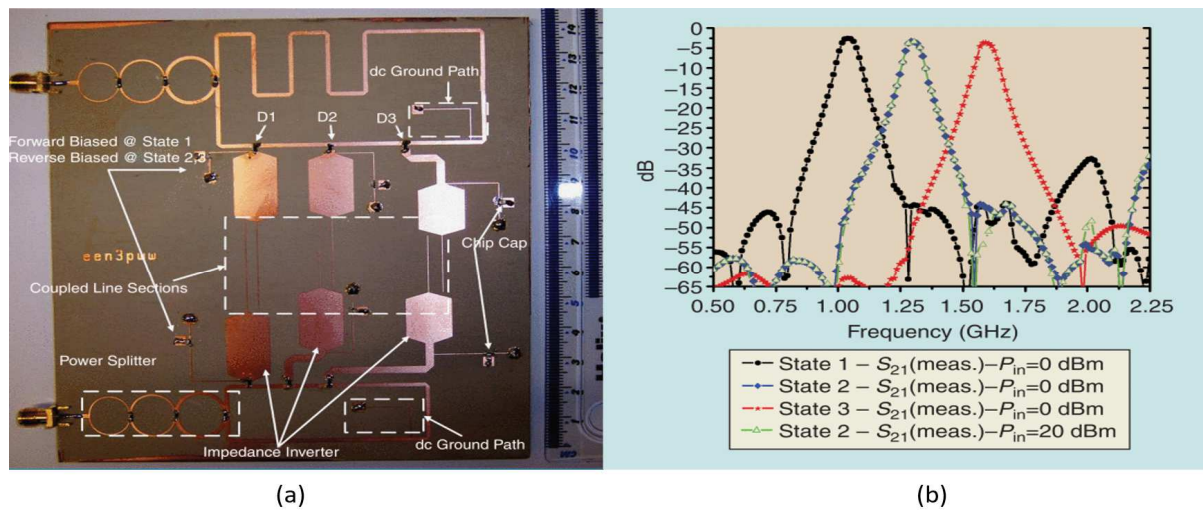 dc Ground Path
D1 D2 D3
Forward Biased @ State 1
Reverse Biased @ State 2,3
Chip Cap
een3puw
Coupled Line Sections
Power Splitter
Impedance Inverter
dc Ground Path
(a)
0
−5
−10
−15
−20
−25
−30
−35
−40
−45
−50
−55
−60
−65
dB
0.50 0.75 1.00 1.25 1.50 1.75 2.00 2.25
Frequency (GHz)
State 1 – S21(meas.)–Pin=0 dBm
State 2 – S21(meas.)–Pin=0 dBm
State 3 – S21(meas.)–Pin=0 dBm
State 2 – S21(meas.)–Pin=20 dBm
(b)